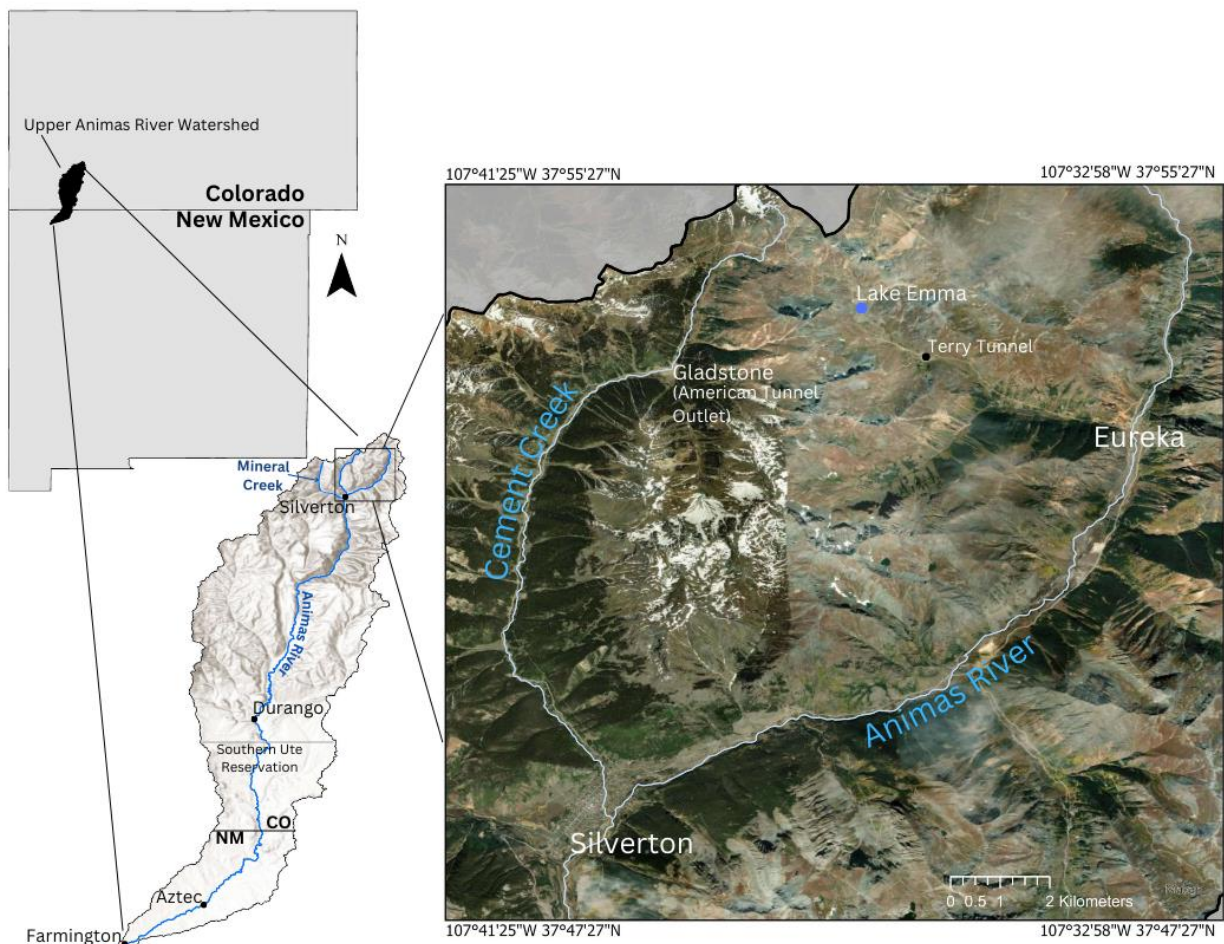 Upper Animas River Watershed
Colorado
New Mexico
N
107°41'25"W 37°55'27"N
107°32'58"W 37°55'27"N
Lake Emma
Terry Tunnel
Gladstone
(American Tunnel
Outlet)
Cement Creek
Eureka
Animas River
Silverton
0 0.5 1 2 Kilometers
107°41'25"W 37°47'27"N
107°32'58"W 37°47'27"N
Mineral
Creek
Silverton
Animas River
Durango
Southern Ute
Reservation
CO
NM
Aztec
Farmington